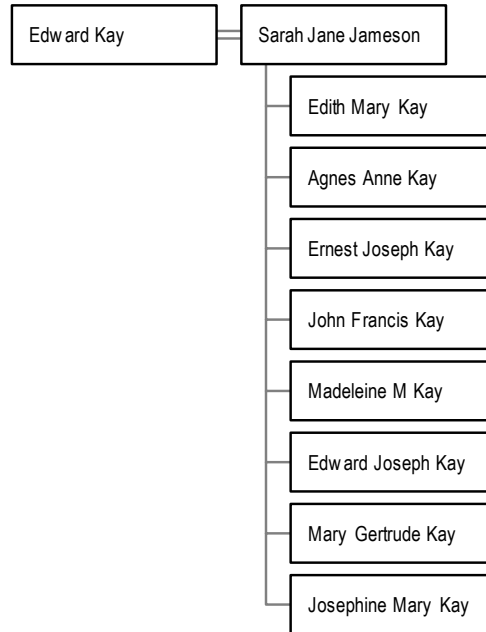 Edward Kay
Sarah Jane Jameson
Edith Mary Kay
Agnes Anne Kay
Ernest Joseph Kay
John Francis Kay
Madeleine M Kay
Edward Joseph Kay
Mary Gertrude Kay
Josephine Mary Kay